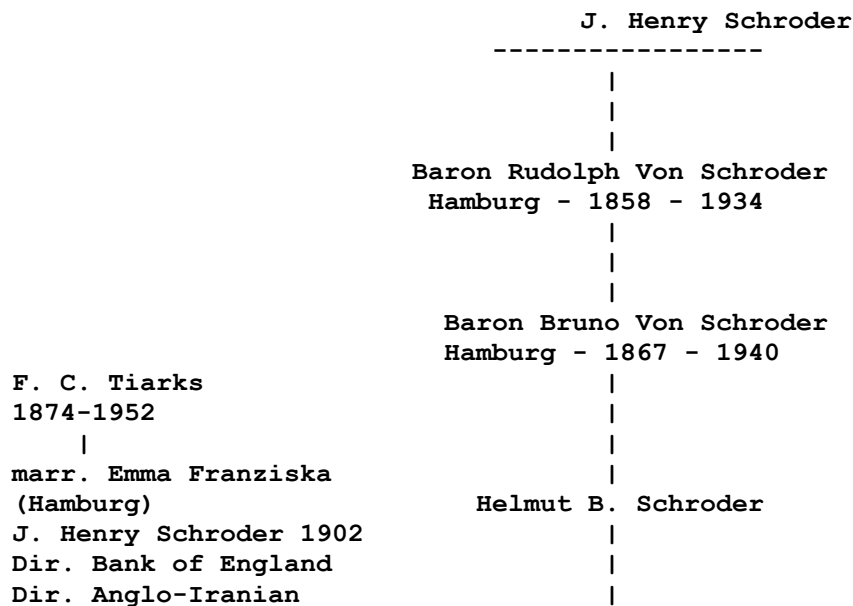 J. Henry Schroder
-----------------
|
|
|
Baron Rudolph Von Schroder
Hamburg - 1858 - 1934
|
|
|
Baron Bruno Von Schroder
Hamburg - 1867 - 1940
F. C. Tiarks |
1874-1952 |
| |
marr. Emma Franziska |
(Hamburg) Helmut B. Schroder
J. Henry Schroder 1902 |
Dir. Bank of England |
Dir. Anglo-Iranian |